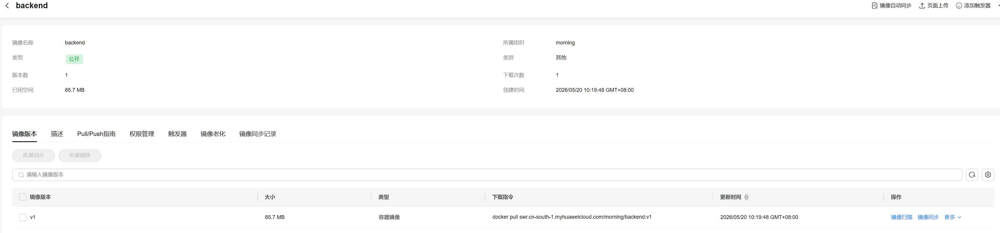 backend
镜像自动同步 页面上传 添加触发器
镜像名称 backend 所属组织 morning
类型 公开 类别 其他
版本数 1 下载次数 1
已用空间 85.7 MB 创建时间 2026/05/20 10:19:48 GMT+08:00
镜像版本 描述 Pull/Push指南 权限管理 触发器 镜像老化 镜像同步记录
批量同步 批量删除
请输入镜像版本
镜像版本 大小 类型 下载指令 更新时间 操作
v1 85.7 MB 容器镜像 docker pull swr.cn-south-1.myhuaweicloud.com/morning/backend:v1 2026/05/20 10:19:48 GMT+08:00 镜像扫描 镜像同步 更多